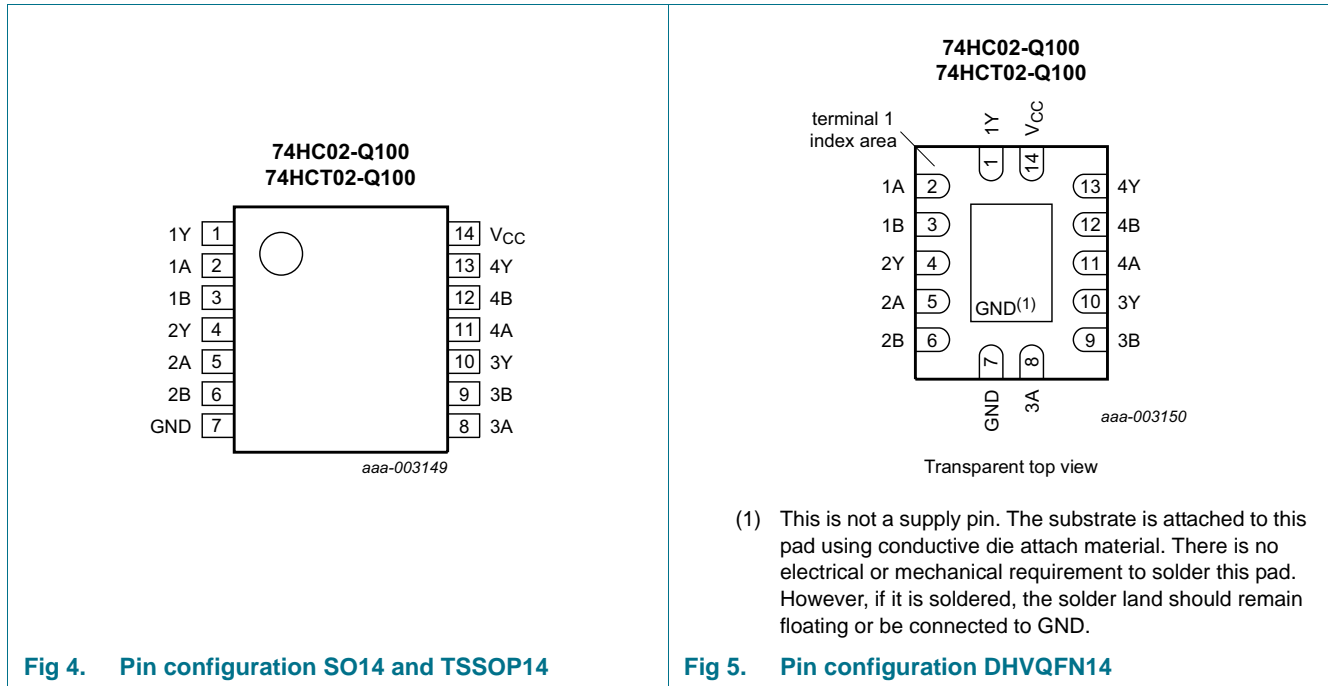 74HC02-Q100
74HCT02-Q100
1Y 1
14 VCC
1A 2
13 4Y
1B 3
12 4B
2Y 4
11 4A
2A 5
10 3Y
2B 6
9 3B
GND 7
8 3A
aaa-003149
Fig 4. Pin configuration SO14 and TSSOP14
74HC02-Q100
74HCT02-Q100
terminal 1
index area
1Y
VCC
1
14
1A 2
13 4Y
1B 3
12 4B
2Y 4
11 4A
2A 5
10 3Y
GND(1)
2B 6
9 3B
7
8
GND
3A
aaa-003150
Transparent top view
(1) This is not a supply pin. The substrate is attached to this
pad using conductive die attach material. There is no
electrical or mechanical requirement to solder this pad.
However, if it is soldered, the solder land should remain
floating or be connected to GND.
Fig 5. Pin configuration DHVQFN14